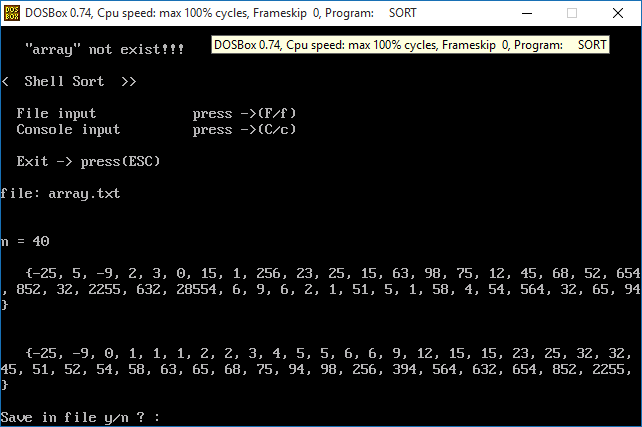 DOSBox 0.74, Cpu speed: max 100% cycles, Frameskip 0, Program: SORT
"array" not exist!!!
DOSBox 0.74, Cpu speed: max 100% cycles, Frameskip 0, Program: SORT
< Shell Sort >>
File input press ->(F/f)
Console input press ->(C/c)
Exit -> press(ESC)
file: array.txt
n = 40
{-25, 5, -9, 2, 3, 0, 15, 1, 256, 23, 25, 15, 63, 98, 75, 12, 45, 68, 52, 654
, 852, 32, 2255, 632, 28554, 6, 9, 6, 2, 1, 51, 5, 1, 58, 4, 54, 564, 32, 65, 94
}
{-25, -9, 0, 1, 1, 1, 2, 2, 3, 4, 5, 5, 6, 6, 9, 12, 15, 15, 23, 25, 32, 32,
45, 51, 52, 54, 58, 63, 65, 68, 75, 94, 98, 256, 394, 564, 632, 654, 852, 2255,
}
Save in file y/n ? :